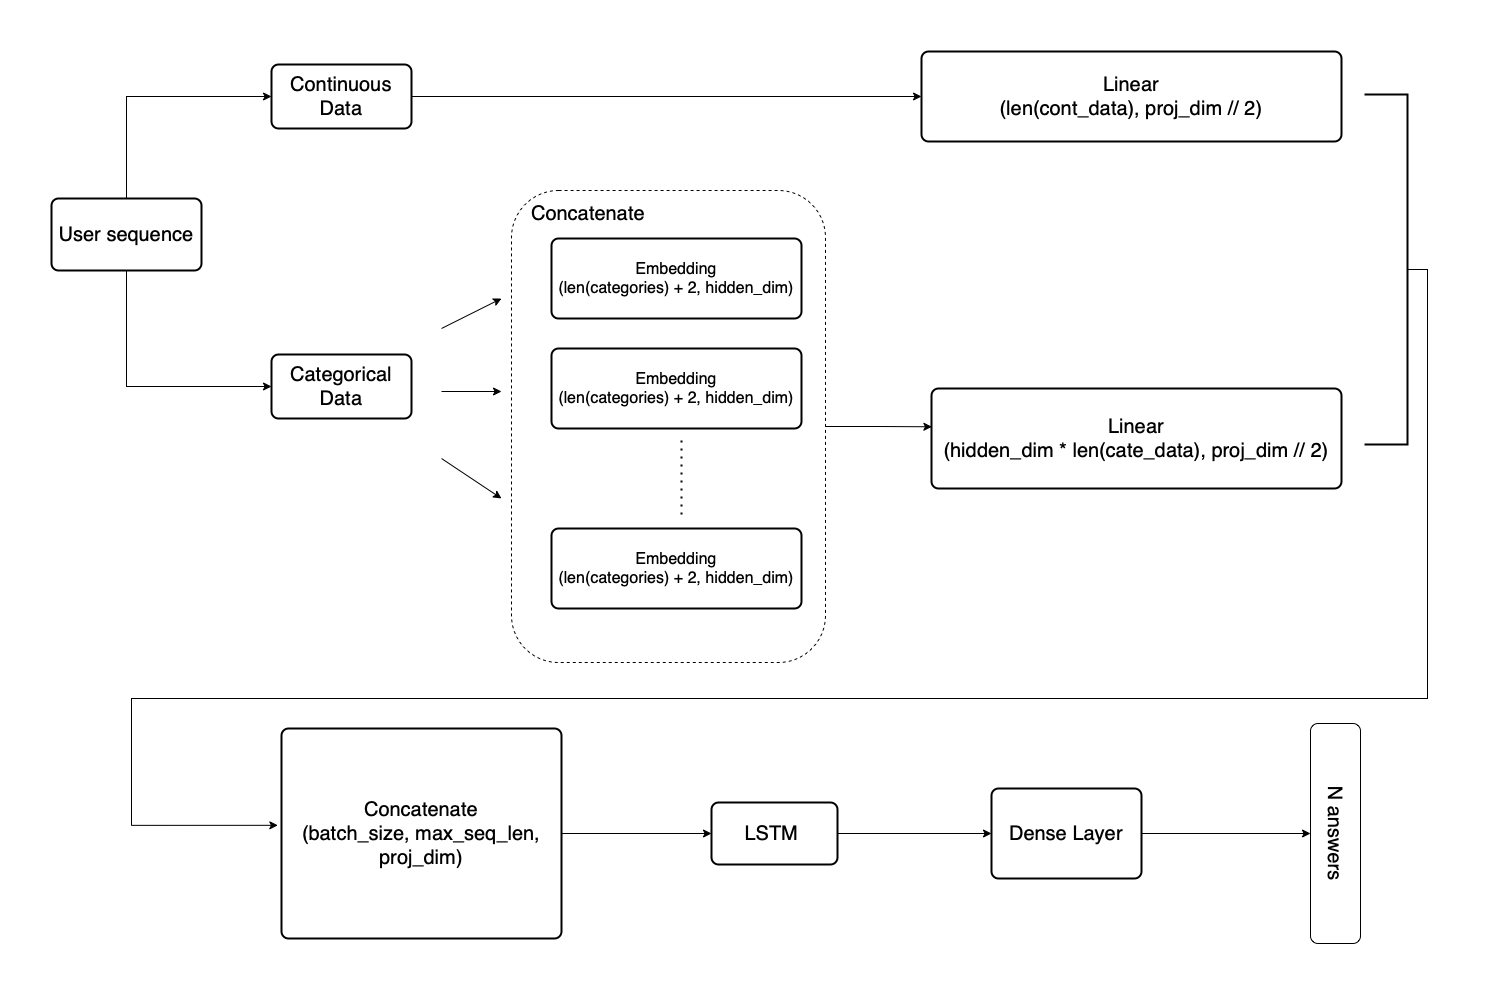 Continuous
Data
Linear
(len(cont_data), proj_dim // 2)
User sequence
Concatenate
Embedding
(len(categories) + 2, hidden_dim)
Categorical
Data
Embedding
(len(categories) + 2, hidden_dim)
Linear
(hidden_dim * len(cate_data), proj_dim // 2)
Embedding
(len(categories) + 2, hidden_dim)
Concatenate
(batch_size, max_seq_len,
proj_dim)
LSTM
Dense Layer
N answers